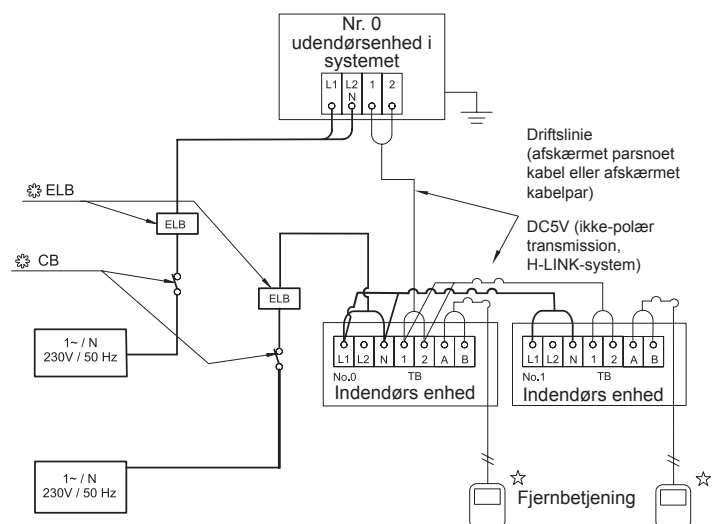 Nr. 0
udendørsenhed i
systemet
L1
L2
N
1
2
Driftslinie
(afskærmet parsnoet
kabel eller afskærmet
kabelpar)
DC5V (ikke-polær
transmission,
H-LINK-system)
ELB
ELB
CB
ELB
1~ / N
230V / 50 Hz
L1 L2 N 1 2 A B
No.0 TB
Indendørs enhed
L1 L2 N 1 2 A B
No.1 TB
Indendørs enhed
1~ / N
230V / 50 Hz
Fjernbetjening